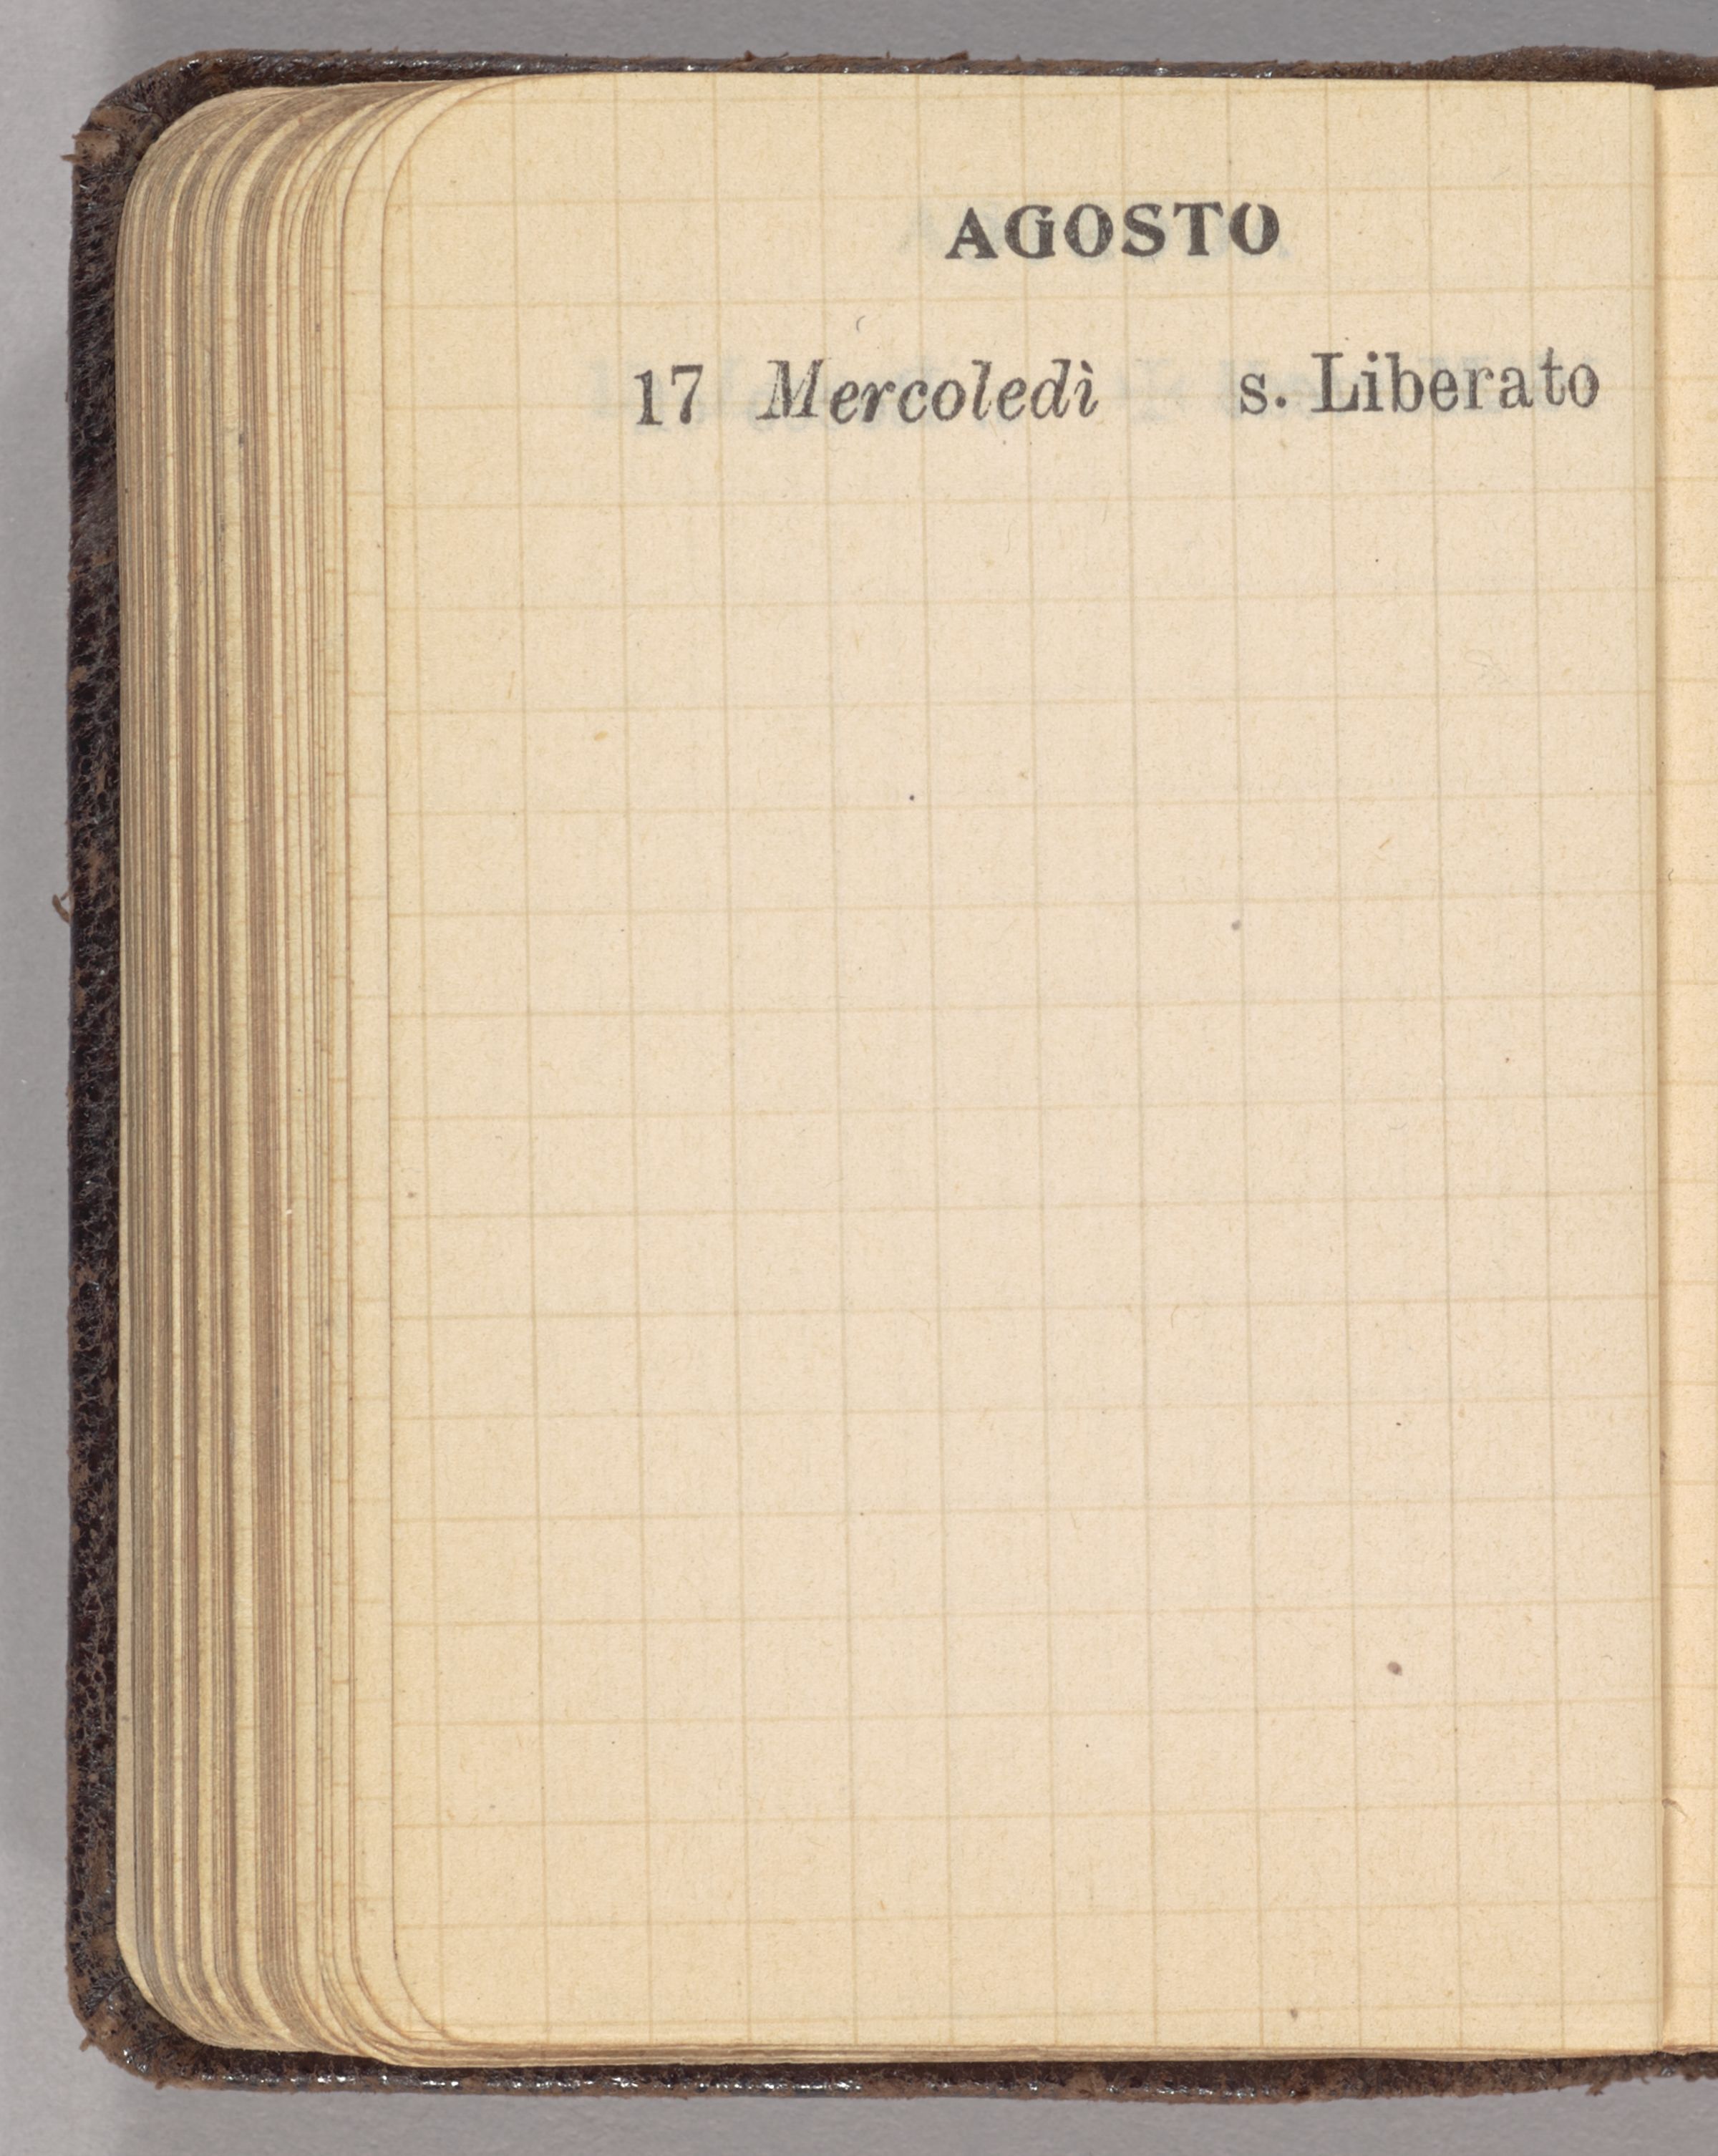 AGOSTO
17 Mercoledì s. Liberato